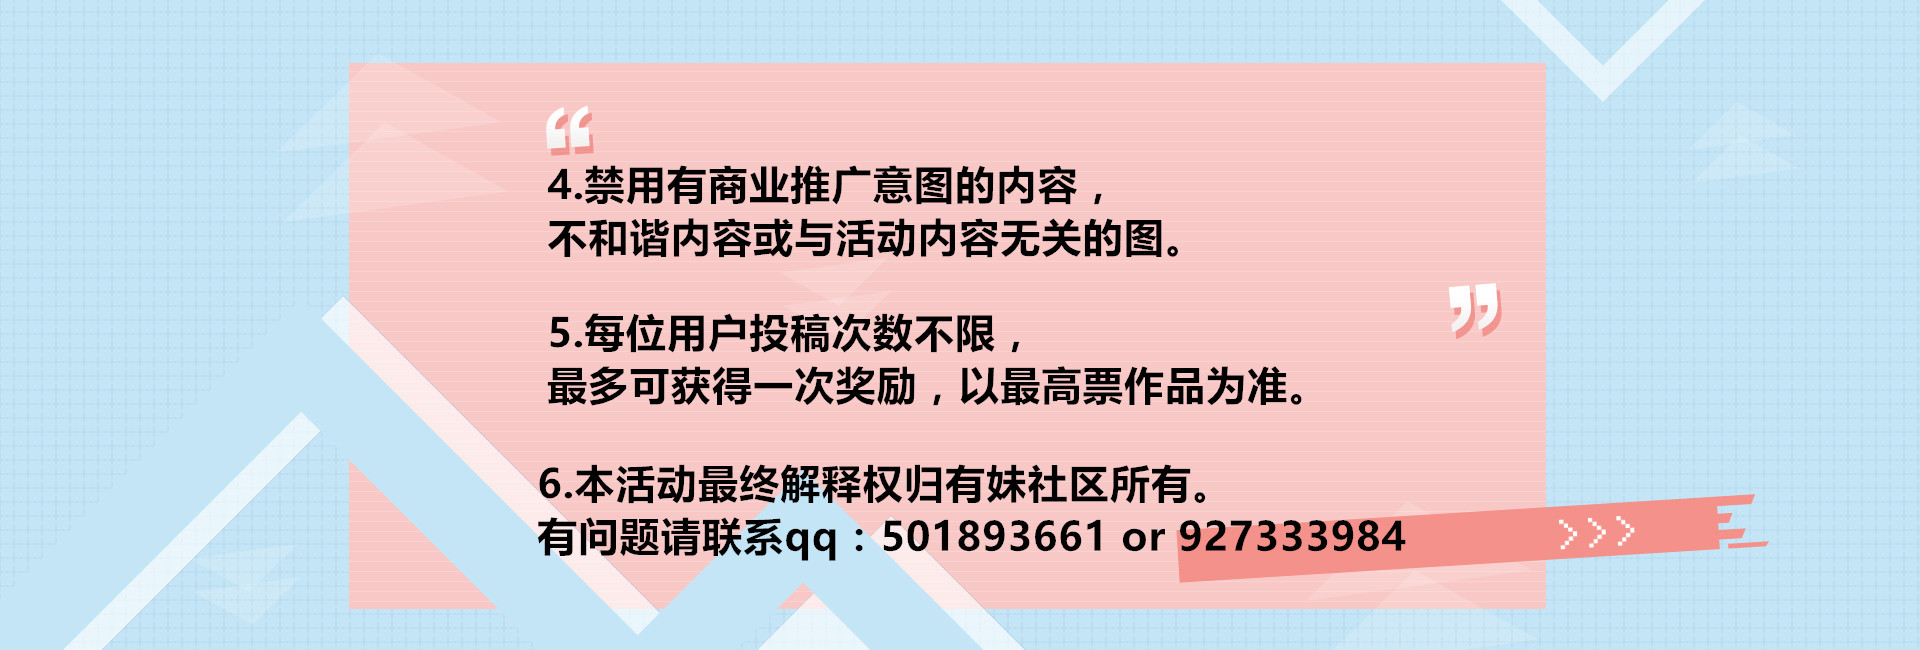 4.禁用有商业推广意图的内容，
不和谐内容或与活动内容无关的图。
5.每位用户投稿次数不限，
最多可获得一次奖励，以最高票作品为准。
6.本活动最终解释权归有妹社区所有。
有问题请联系qq：501893661 or 927333984